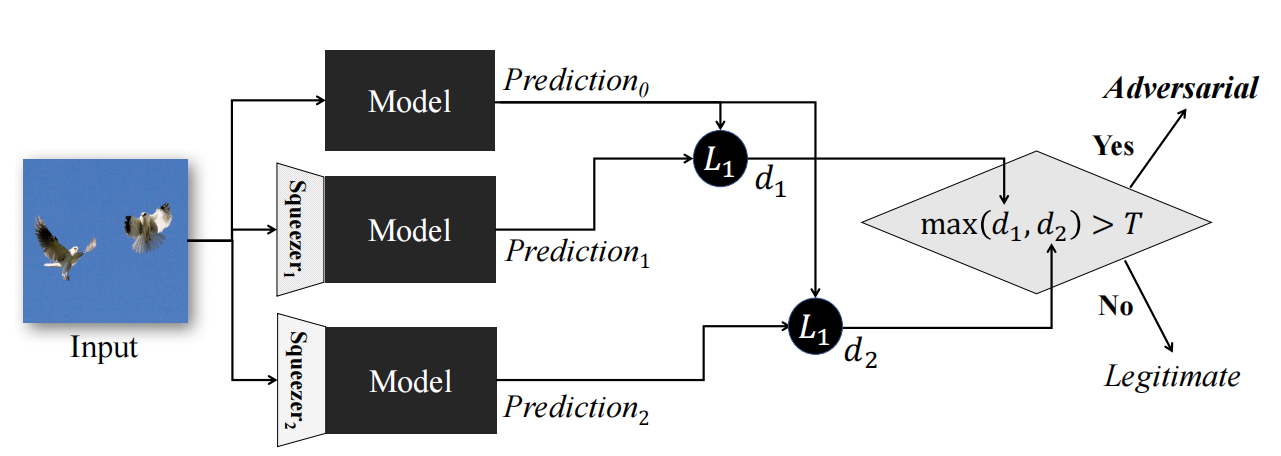 Input
Model
Prediction₀
Squeezer₁
Model
Prediction₁
Squeezer₂
Model
Prediction₂
L₁
d₁
L₁
d₂
max(d₁, d₂) > T
Yes
Adversarial
No
Legitimate